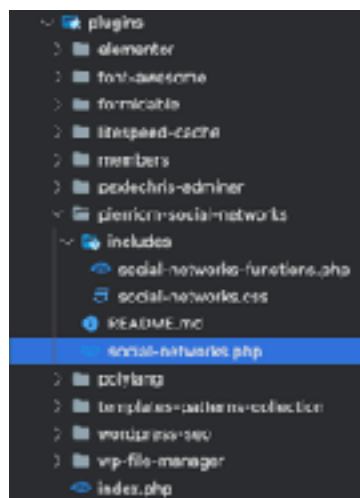 plugins
elementor
font-awesome
formidable
litespeed-cache
members
pexlechris-adminer
social-networks
includes
social-networks-functions.php
social-networks.css
README.md
social-networks.php
polylang
templates-patterns-collection
wordpress-seo
wp-file-manager
index.php